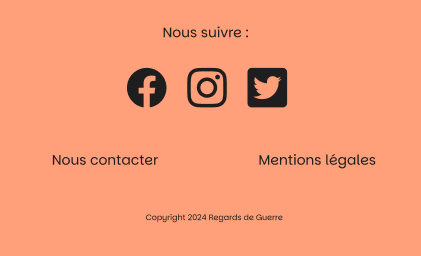 Nous suivre :
Nous contacter
Mentions légales
Copyright 2024 Regards de Guerre